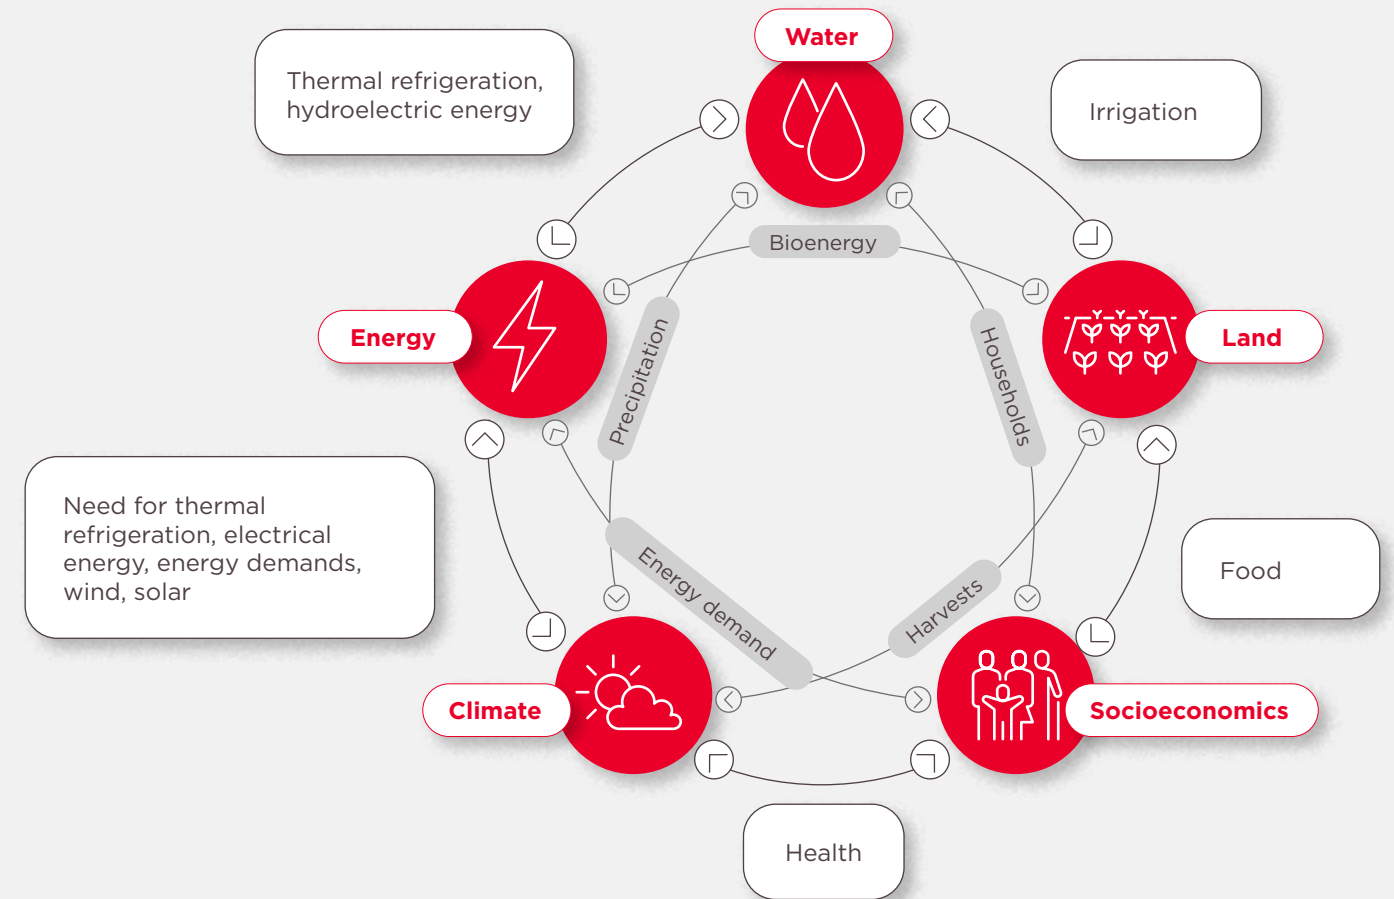 Water
Thermal refrigeration,
hydroelectric energy
Irrigation
Bioenergy
Energy
Land
Precipitation
Households
Need for thermal
refrigeration, electrical
energy, energy demands,
wind, solar
Energy demand
Harvests
Food
Climate
Socioeconomics
Health